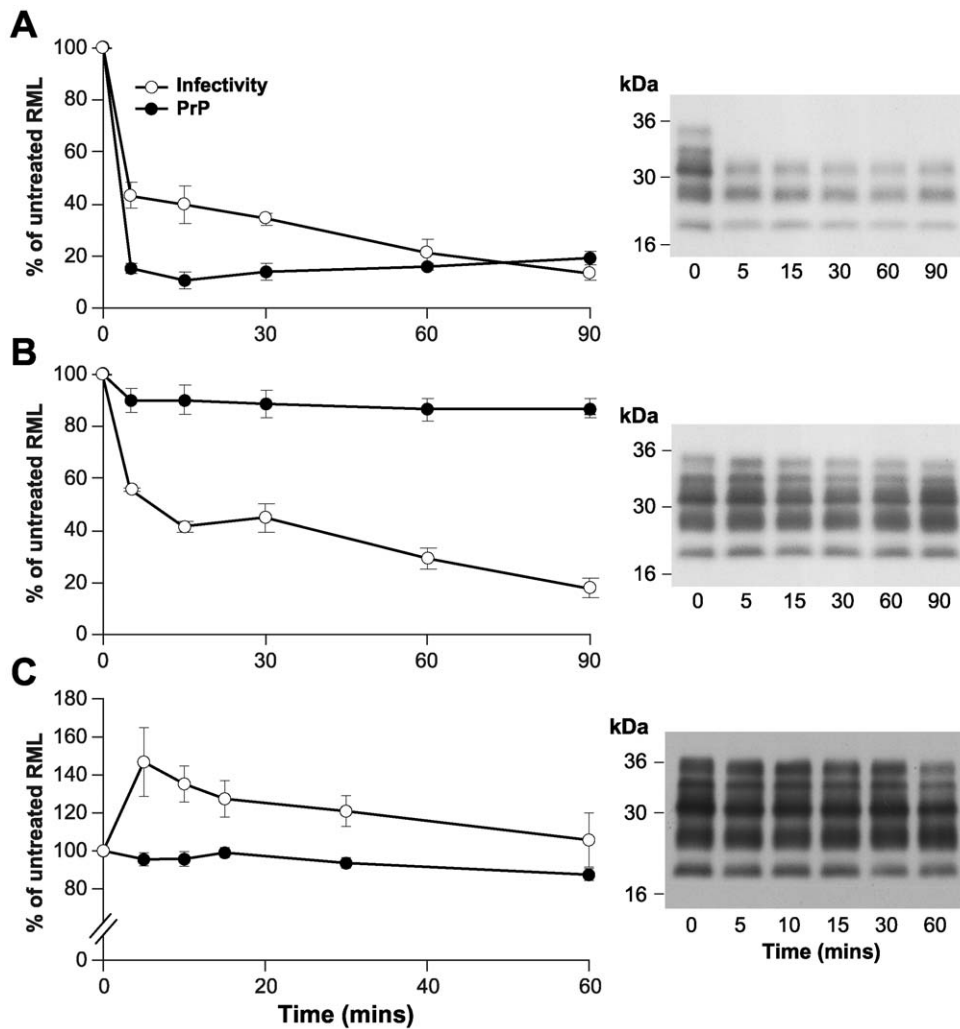 A
% of untreated RML
100
80
60
40
20
0
Infectivity
PrP
0 30 60 90
kDa
36
30
16
0 5 15 30 60 90
B
% of untreated RML
100
80
60
40
20
0
0 30 60 90
kDa
36
30
16
0 5 15 30 60 90
C
% of untreated RML
180
160
140
120
100
80
0
0 20 40 60
Time (mins)
kDa
36
30
16
0 5 10 15 30 60
Time (mins)